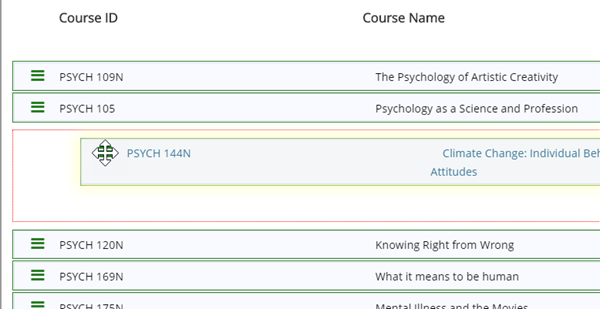 Course ID Course Name
PSYCH 109N The Psychology of Artistic Creativity
PSYCH 105 Psychology as a Science and Profession
PSYCH 144N Climate Change: Individual Beh
Attitudes
PSYCH 120N Knowing Right from Wrong
PSYCH 169N What it means to be human
PSYCH 175N Mental Illness and the Movies